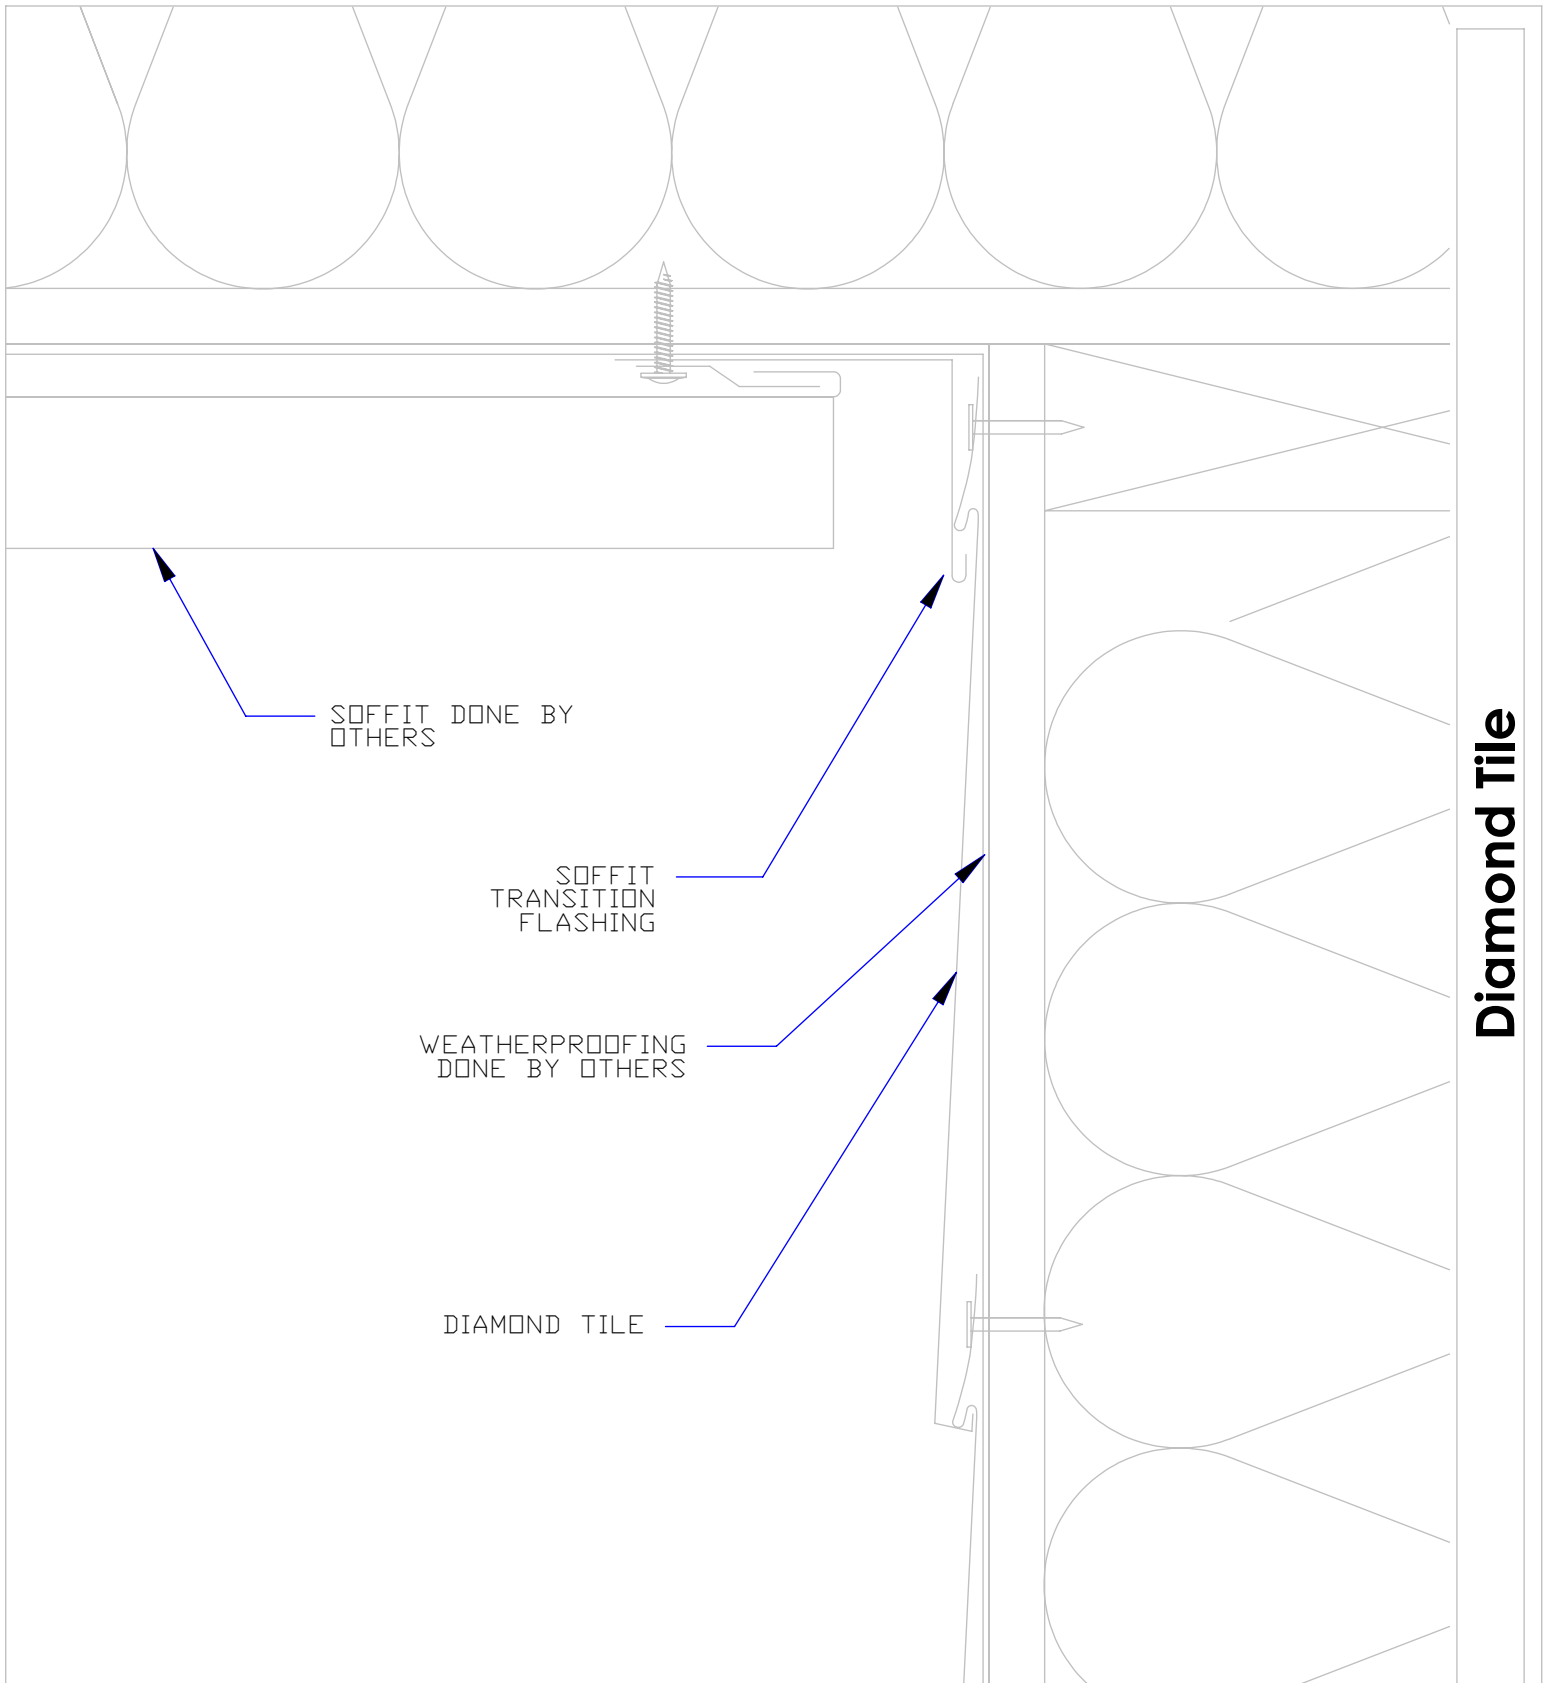 SOFFIT DONE BY
OTHERS
SOFFIT
TRANSITION
FLASHING
WEATHERPROOFING
DONE BY OTHERS
DIAMOND TILE
Diamond Tile